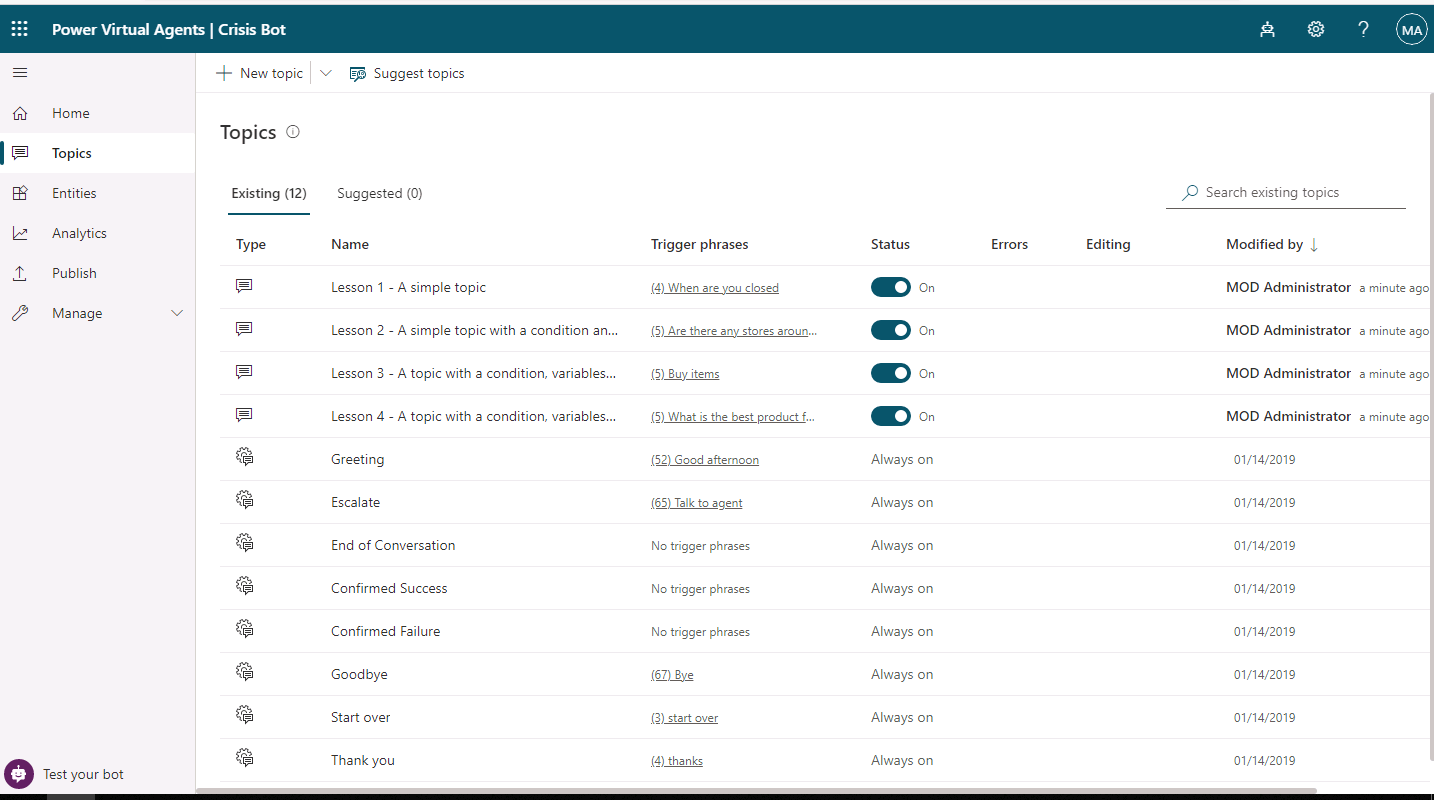 Power Virtual Agents | Crisis Bot
MA
New topic
Suggest topics
Home
Topics
Entities
Analytics
Publish
Manage
Test your bot
Topics
Existing (12)
Suggested (0)
Search existing topics
Type Name Trigger phrases Status Errors Editing Modified by ↓
Lesson 1 - A simple topic (4) When are you closed On MOD Administrator a minute ago
Lesson 2 - A simple topic with a condition an... (5) Are there any stores aroun... On MOD Administrator a minute ago
Lesson 3 - A topic with a condition, variables... (5) Buy items On MOD Administrator a minute ago
Lesson 4 - A topic with a condition, variables... (5) What is the best product f... On MOD Administrator a minute ago
Greeting (52) Good afternoon Always on 01/14/2019
Escalate (65) Talk to agent Always on 01/14/2019
End of Conversation No trigger phrases Always on 01/14/2019
Confirmed Success No trigger phrases Always on 01/14/2019
Confirmed Failure No trigger phrases Always on 01/14/2019
Goodbye (67) Bye Always on 01/14/2019
Start over (3) start over Always on 01/14/2019
Thank you (4) thanks Always on 01/14/2019